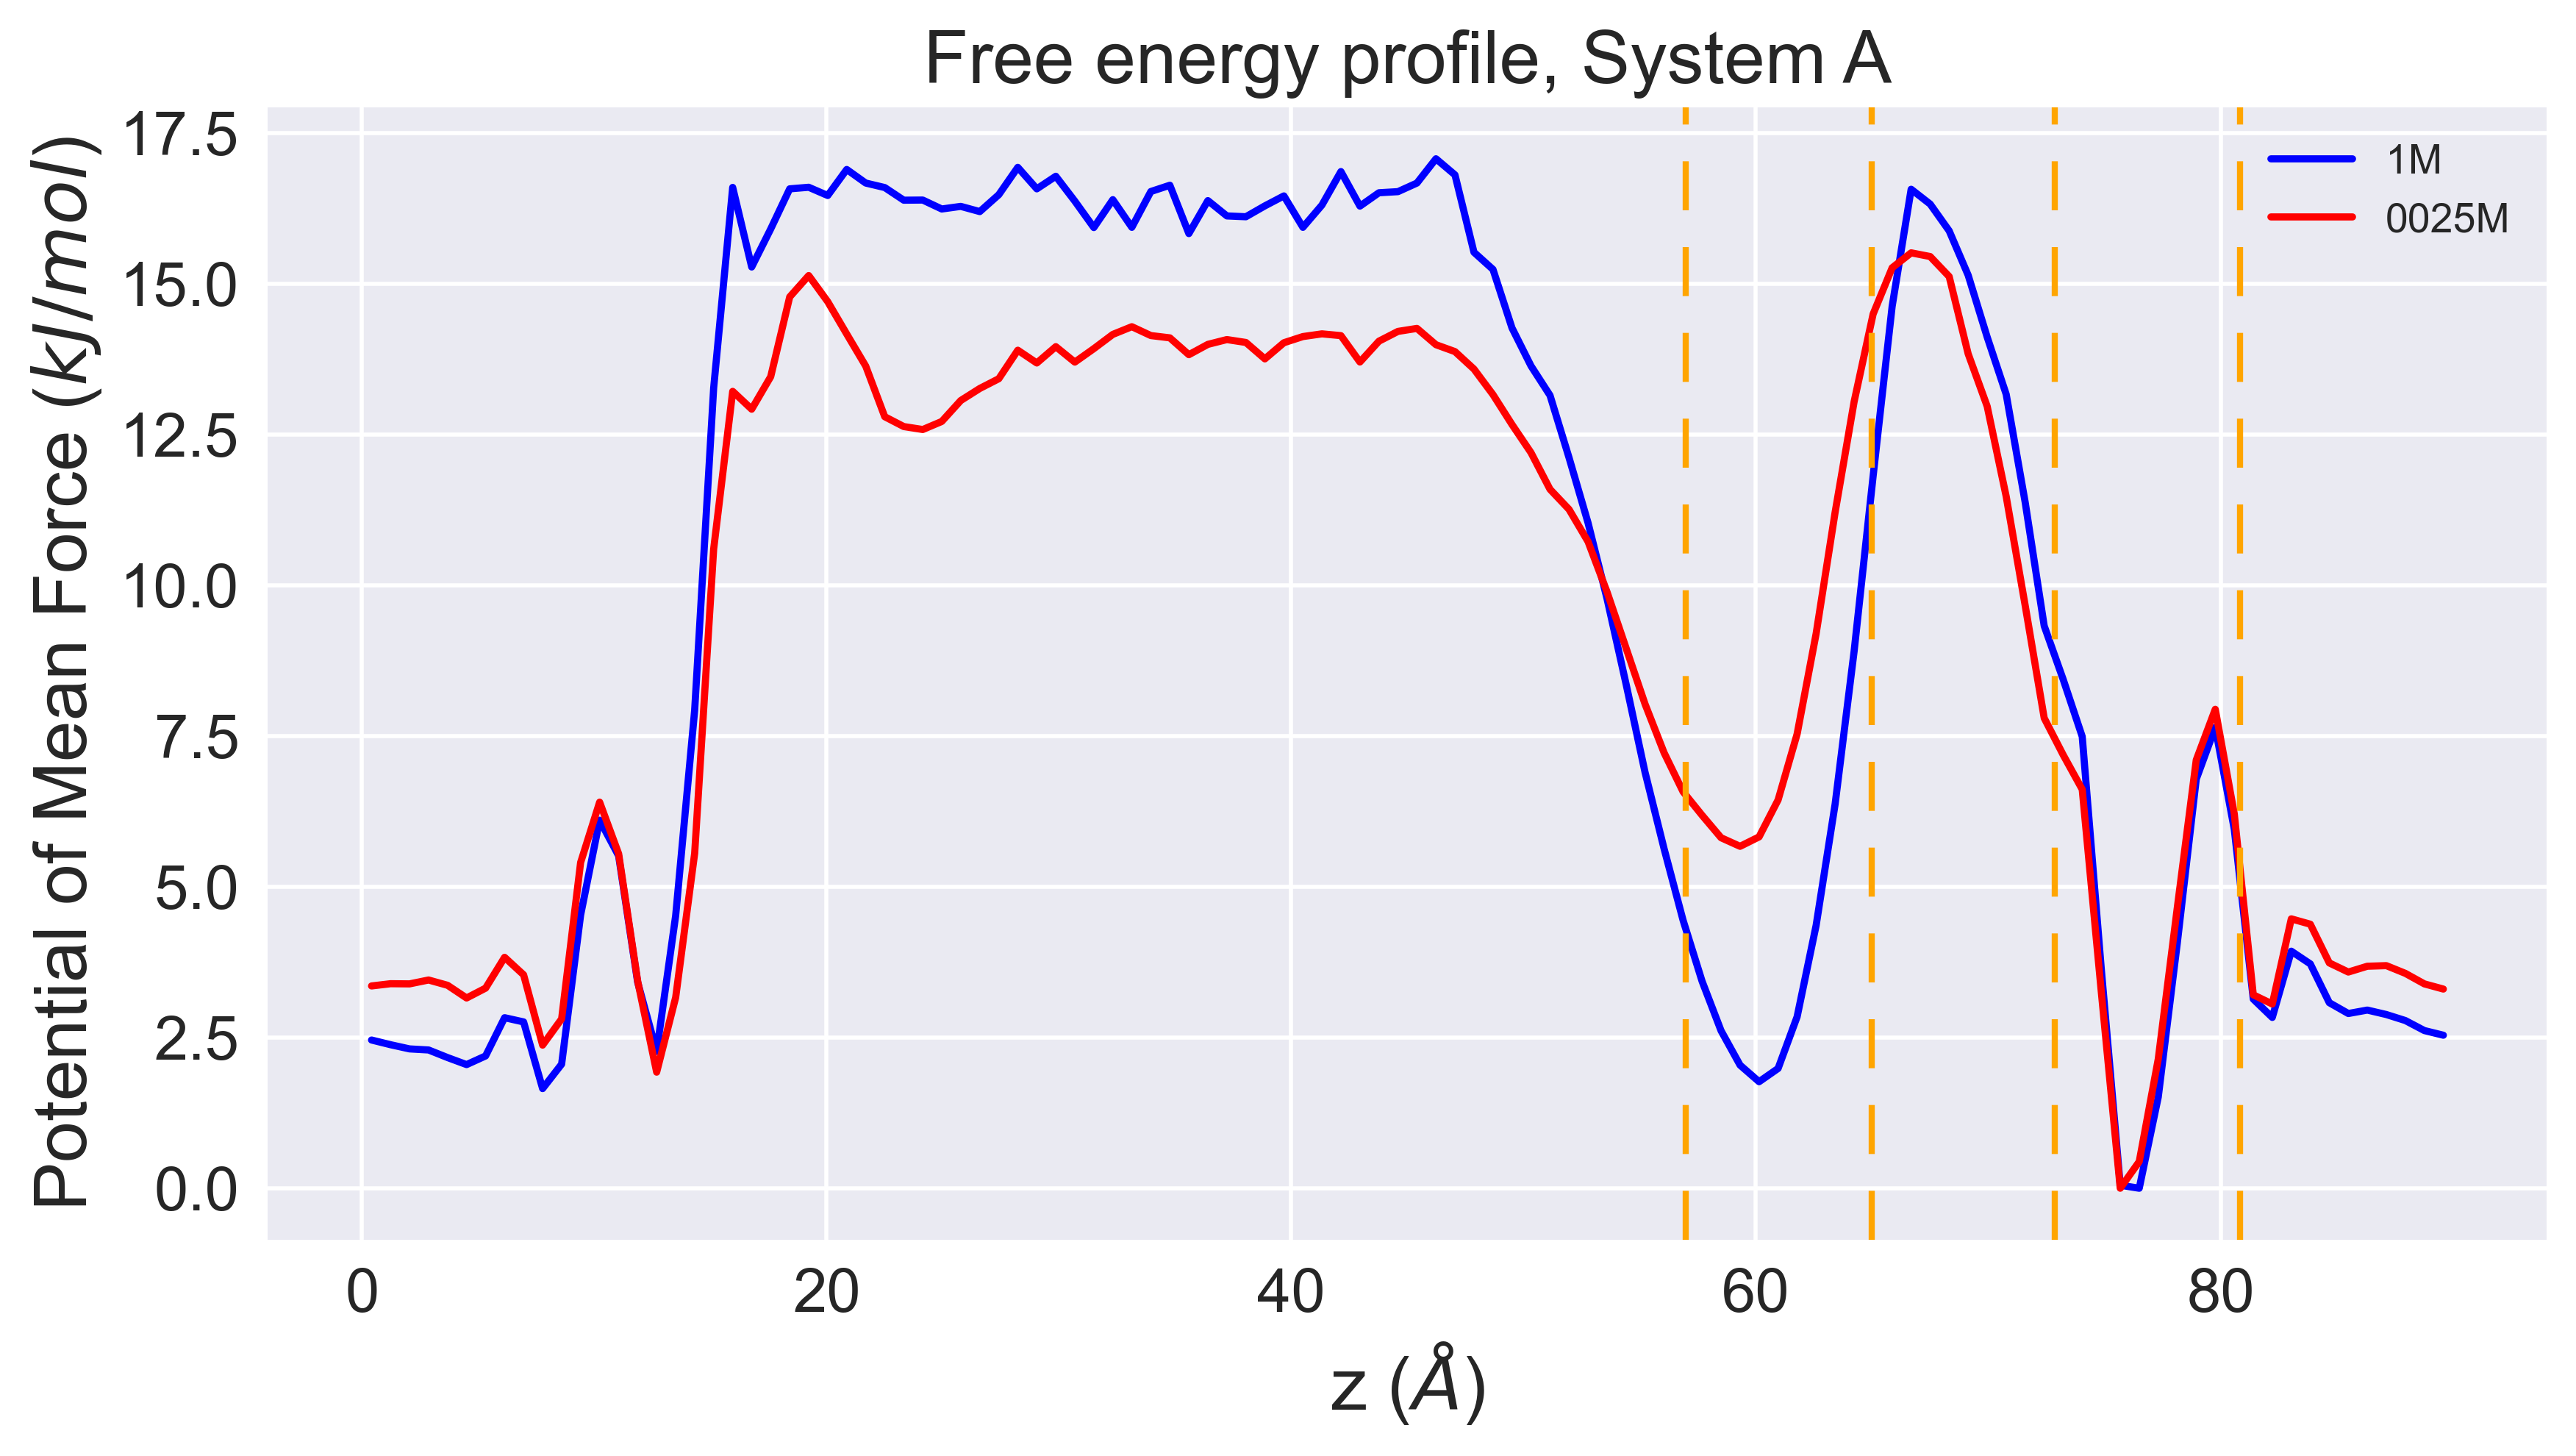 Free energy profile, System A
Potential of Mean Force (kJ/mol)
17.5
15.0
12.5
10.0
7.5
5.0
2.5
0.0
1M
0025M
0 20 40 60 80
z (Å)